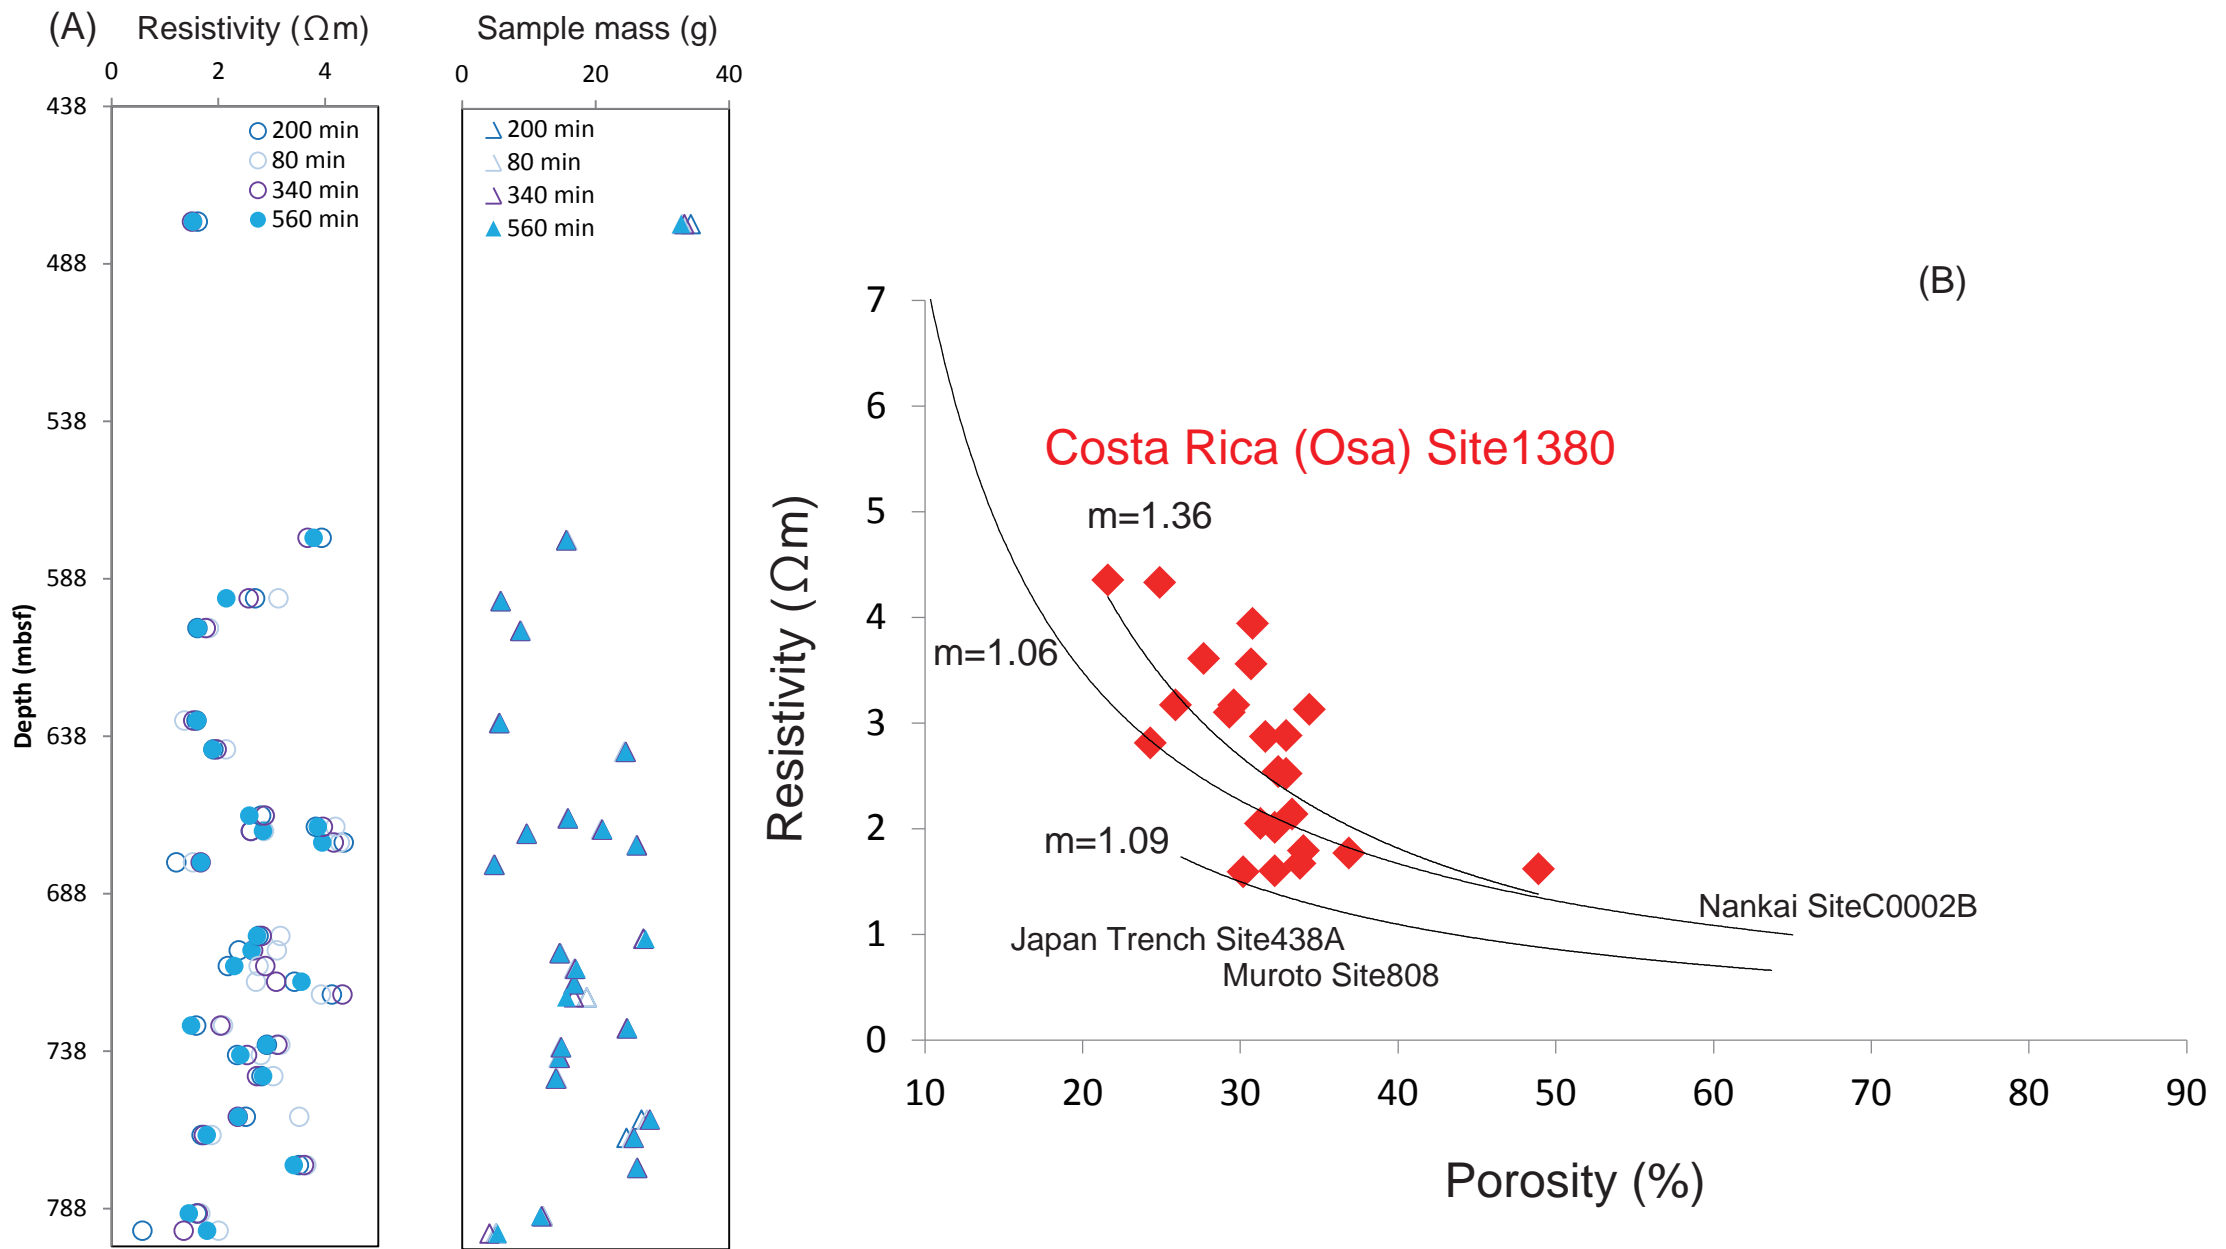 (A)
Resistivity (Ωm)
Sample mass (g)
0 2 4
0 20 40
438
488
538
588
638
688
738
788
Depth (mbsf)
200 min
80 min
340 min
560 min
200 min
80 min
340 min
560 min
(B)
7
6
5
4
3
2
1
0
Resistivity (Ωm)
Costa Rica (Osa) Site1380
m=1.36
m=1.06
m=1.09
Nankai SiteC0002B
Japan Trench Site438A
Muroto Site808
10 20 30 40 50 60 70 80 90
Porosity (%)